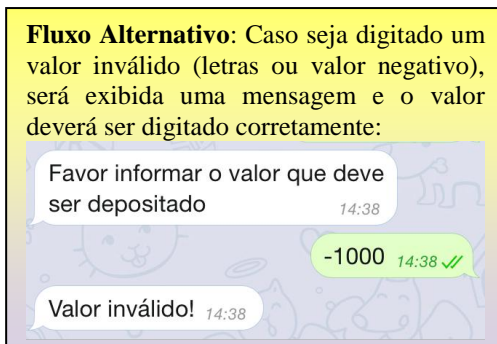 Fluxo Alternativo: Caso seja digitado um
valor inválido (letras ou valor negativo),
será exibida uma mensagem e o valor
deverá ser digitado corretamente:
Favor informar o valor que deve
ser depositado 14:38
-1000 14:38
Valor inválido! 14:38